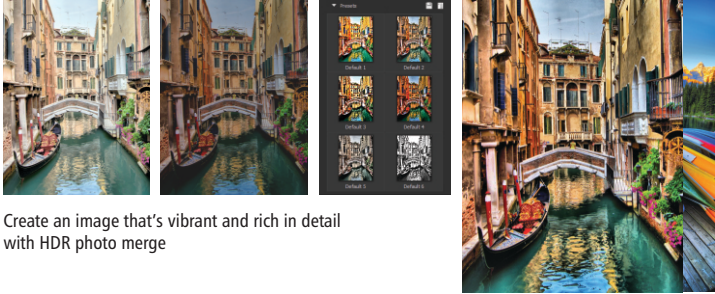 Presets
Default 1
Default 2
Default 3
Default 4
Default 5
Default 6
Create an image that's vibrant and rich in detail
with HDR photo merge